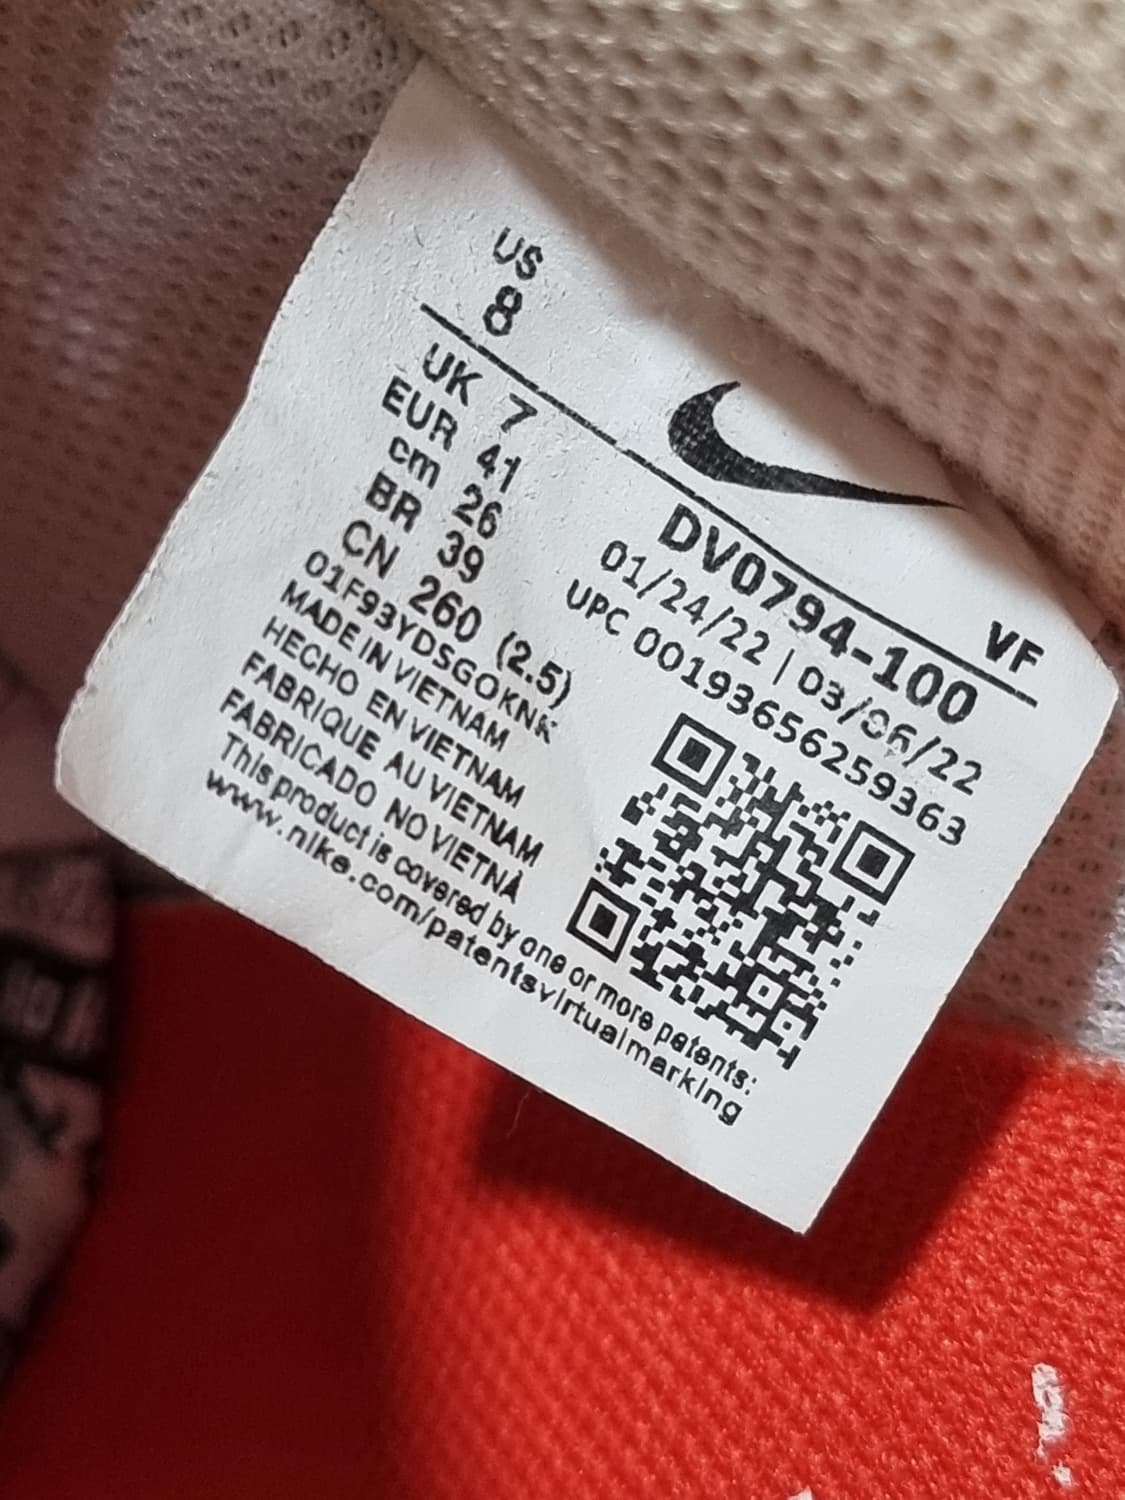 US
8
UK 7
EUR 41
cm 26
BR 39
CN 260 (2.5)
01F93YDSGOKNK
MADE IN VIETNAM
HECHO EN VIETNAM
FABRIQUE AU VIETNAM
FABRICADO NO VIETNÃ
This product is covered by one or more patents:
www.nike.com/patentsvirtualmarking
VF
DV0794-100
01/24/22 | 03/06/22
UPC 00193656259363